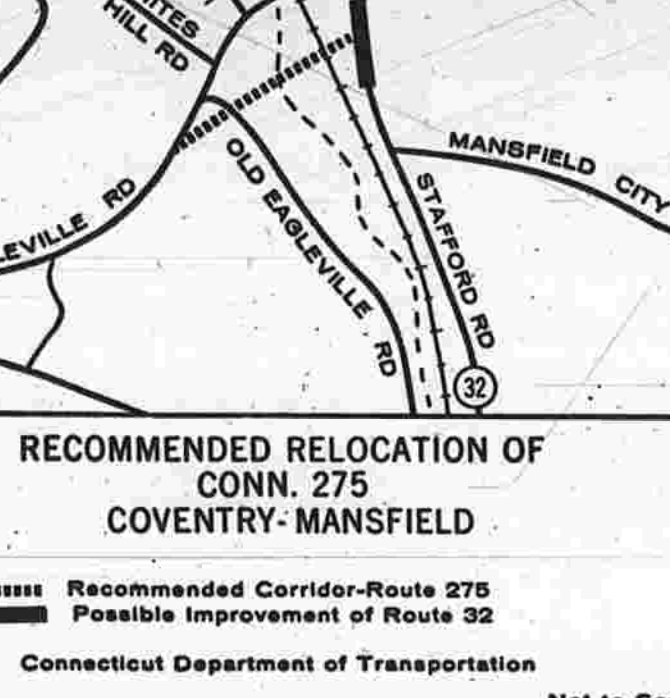 HILL RD
MANSFIELD CITY
OLD EAGLEVILLE RD
STAFFORD RD
RD
32
RECOMMENDED RELOCATION OF
CONN. 275
COVENTRY-MANSFIELD
Recommended Corridor-Route 275
Possible Improvement of Route 32
Connecticut Department of Transportation